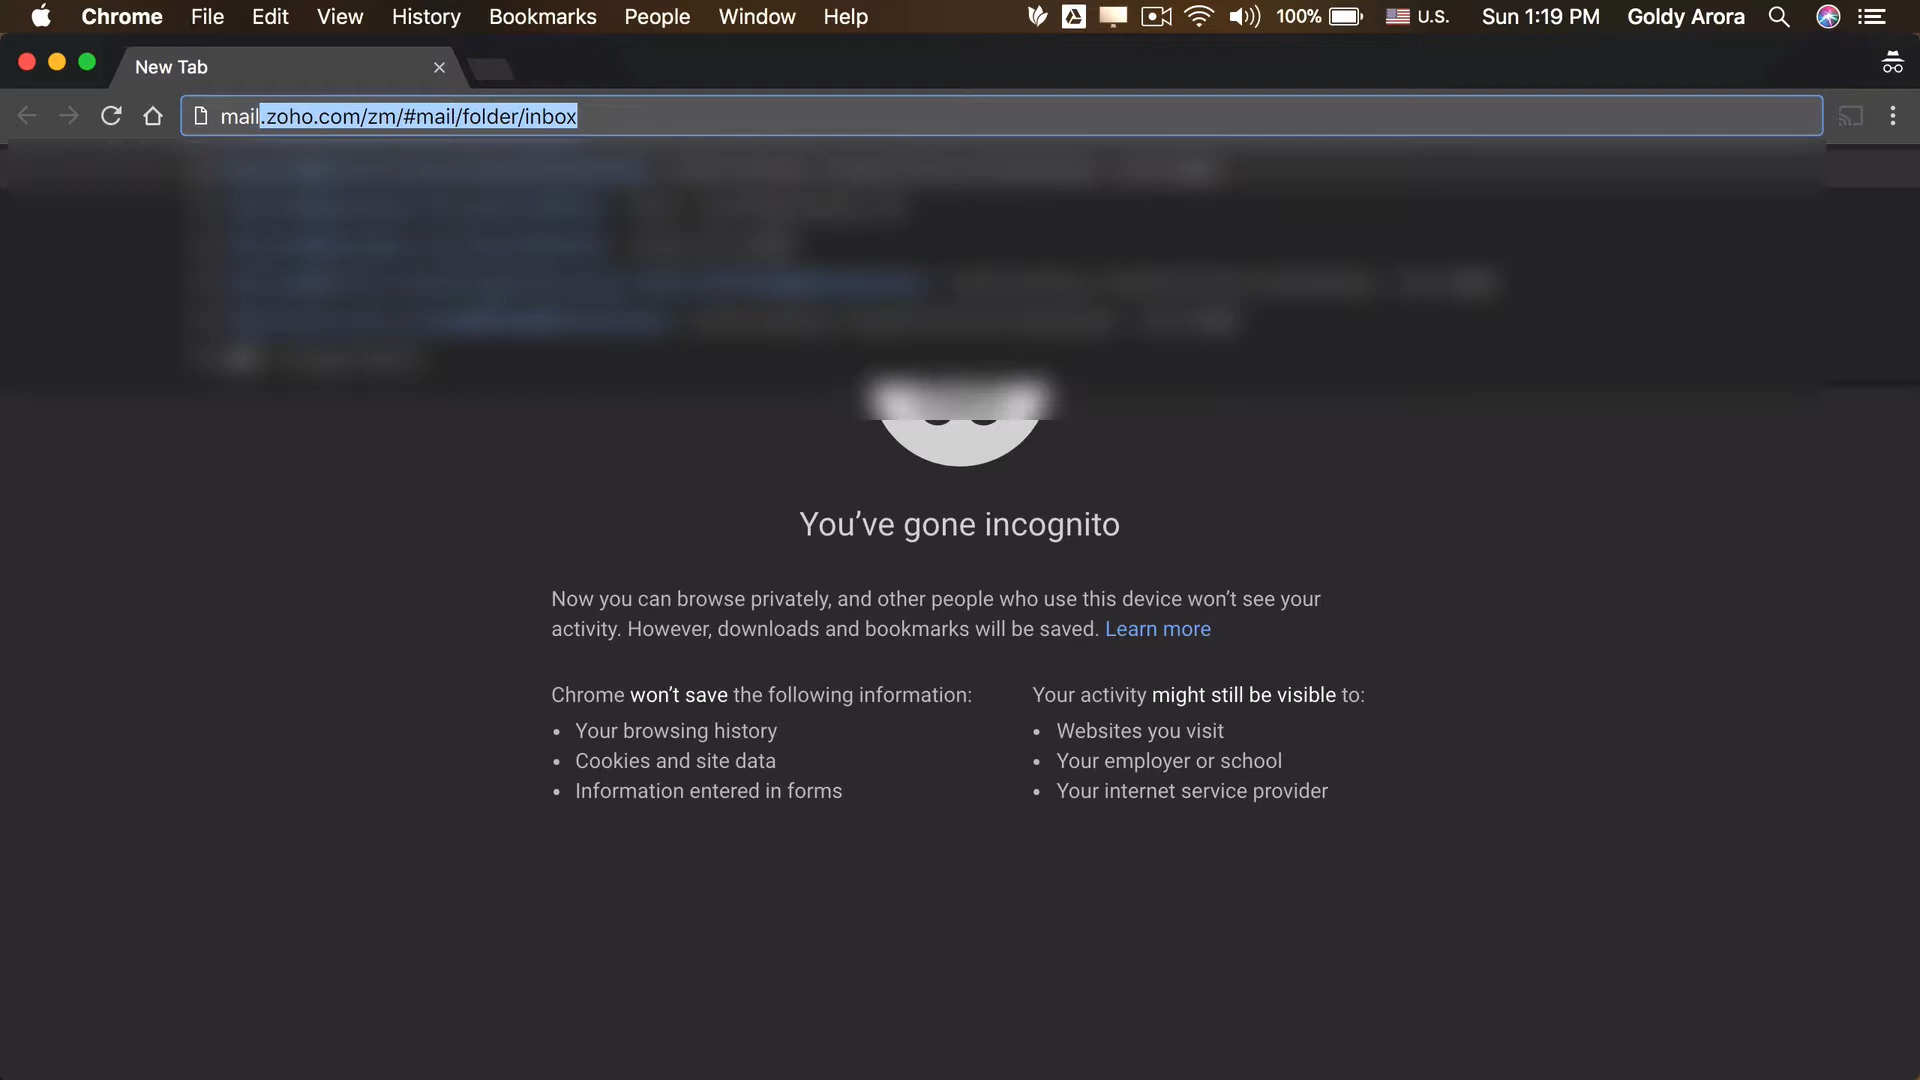 Chrome File Edit View History Bookmarks People Window Help 100% U.S. Sun 1:19 PM Goldy Arora
New Tab
mail.zoho.com/zm/#mail/folder/inbox
You’ve gone incognito
Now you can browse privately, and other people who use this device won’t see your
activity. However, downloads and bookmarks will be saved. Learn more
Chrome won’t save the following information:
• Your browsing history
• Cookies and site data
• Information entered in forms
Your activity might still be visible to:
• Websites you visit
• Your employer or school
• Your internet service provider